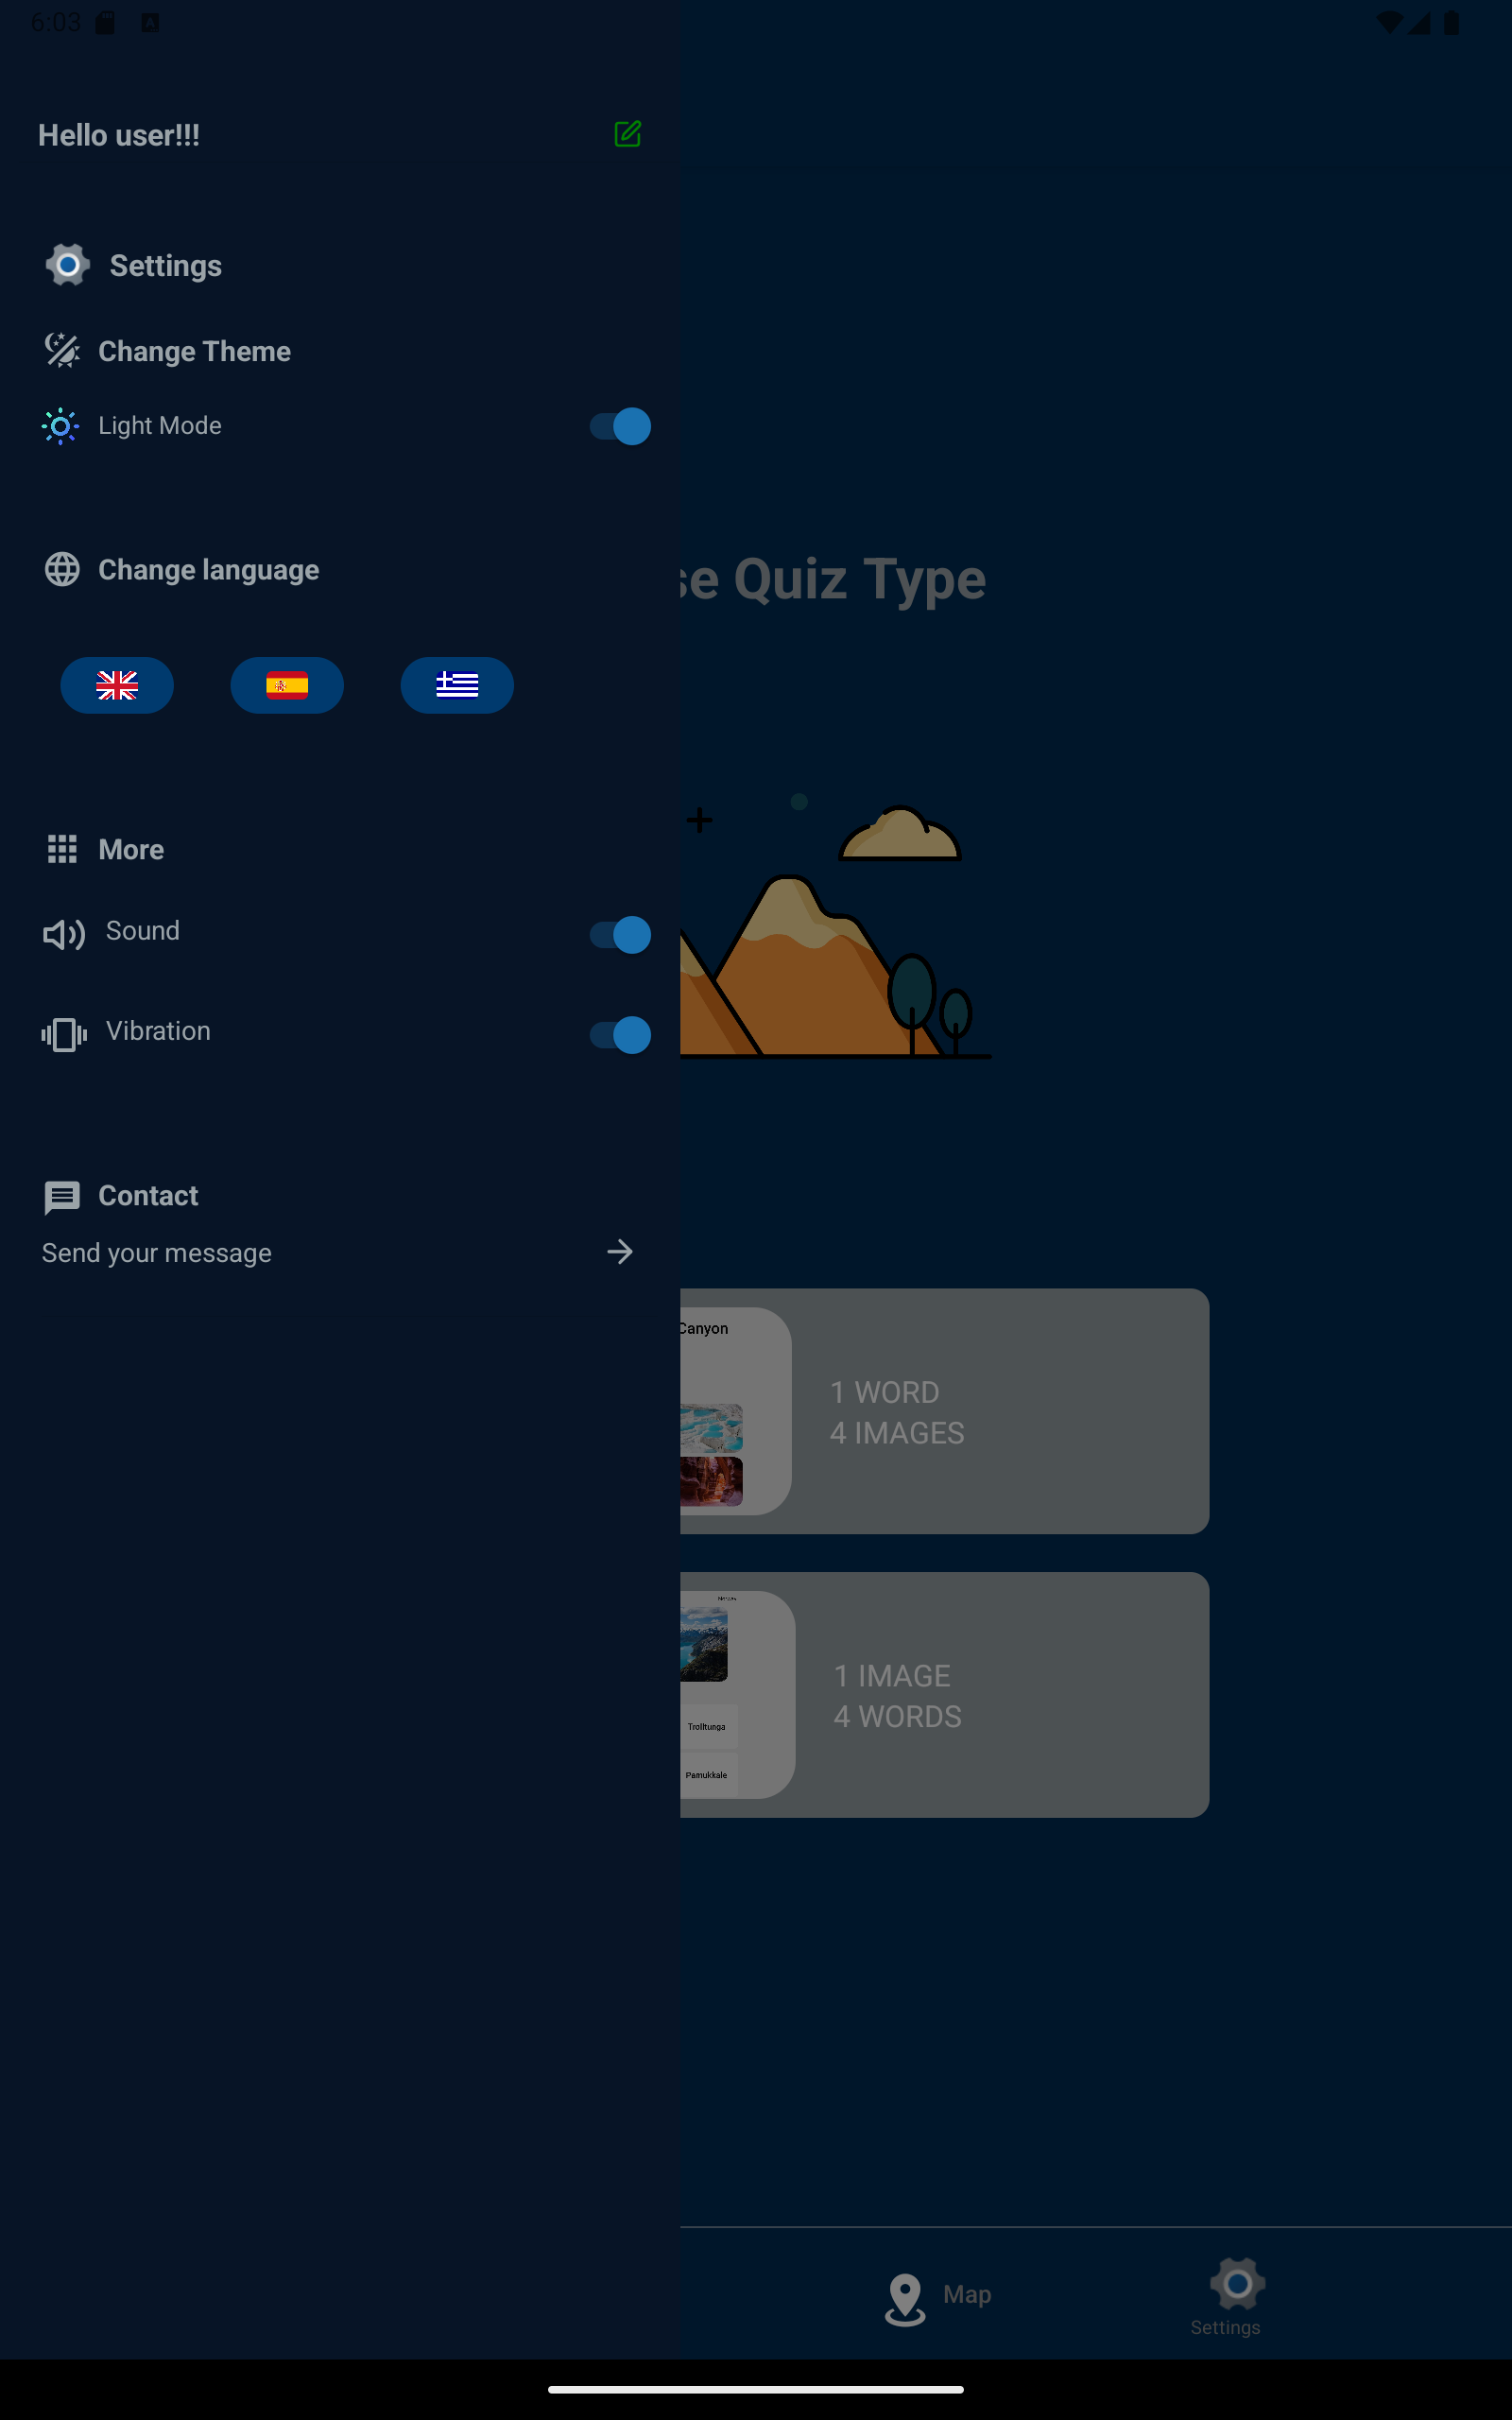 6:03
Hello user!!!
Settings
Change Theme
Light Mode
Change language
se Quiz Type
More
Sound
Vibration
Contact
Send your message
Canyon
1 WORD
4 IMAGES
1 IMAGE
4 WORDS
Trolltunga
Pamukkale
Map
Settings